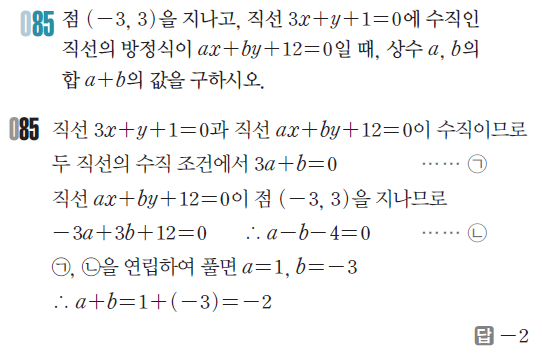 085 점 (-3, 3)을 지나고, 직선 3x+y+1=0에 수직인
직선의 방정식이 ax+by+12=0일 때, 상수 a, b의
합 a+b의 값을 구하시오.
085 직선 3x+y+1=0과 직선 ax+by+12=0이 수직이므로
두 직선의 수직 조건에서 3a+b=0 …… ㉠
직선 ax+by+12=0이 점 (-3, 3)을 지나므로
-3a+3b+12=0 ∴ a-b-4=0 …… ㉡
㉠, ㉡을 연립하여 풀면 a=1, b=-3
∴ a+b=1+(-3)=-2
답 -2